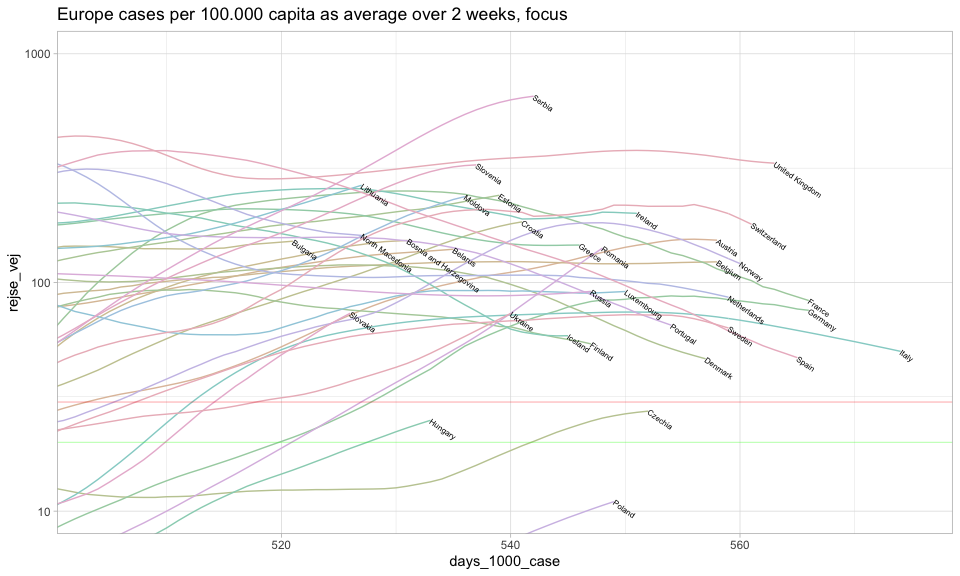 Europe cases per 100.000 capita as average over 2 weeks, focus
1000
100
10
rejse_vej
Serbia
United Kingdom
Slovenia
Lithuania
Moldova
Estonia
Croatia
Ireland
Switzerland
Bulgaria
North Macedonia
Bosnia and Herzegovina
Belarus
Greece
Romania
Austria
Belgium
Norway
Russia
Luxembourg
Netherlands
France
Germany
Slovakia
Ukraine
Iceland
Finland
Portugal
Sweden
Denmark
Spain
Italy
Hungary
Czechia
Poland
520
540
560
days_1000_case